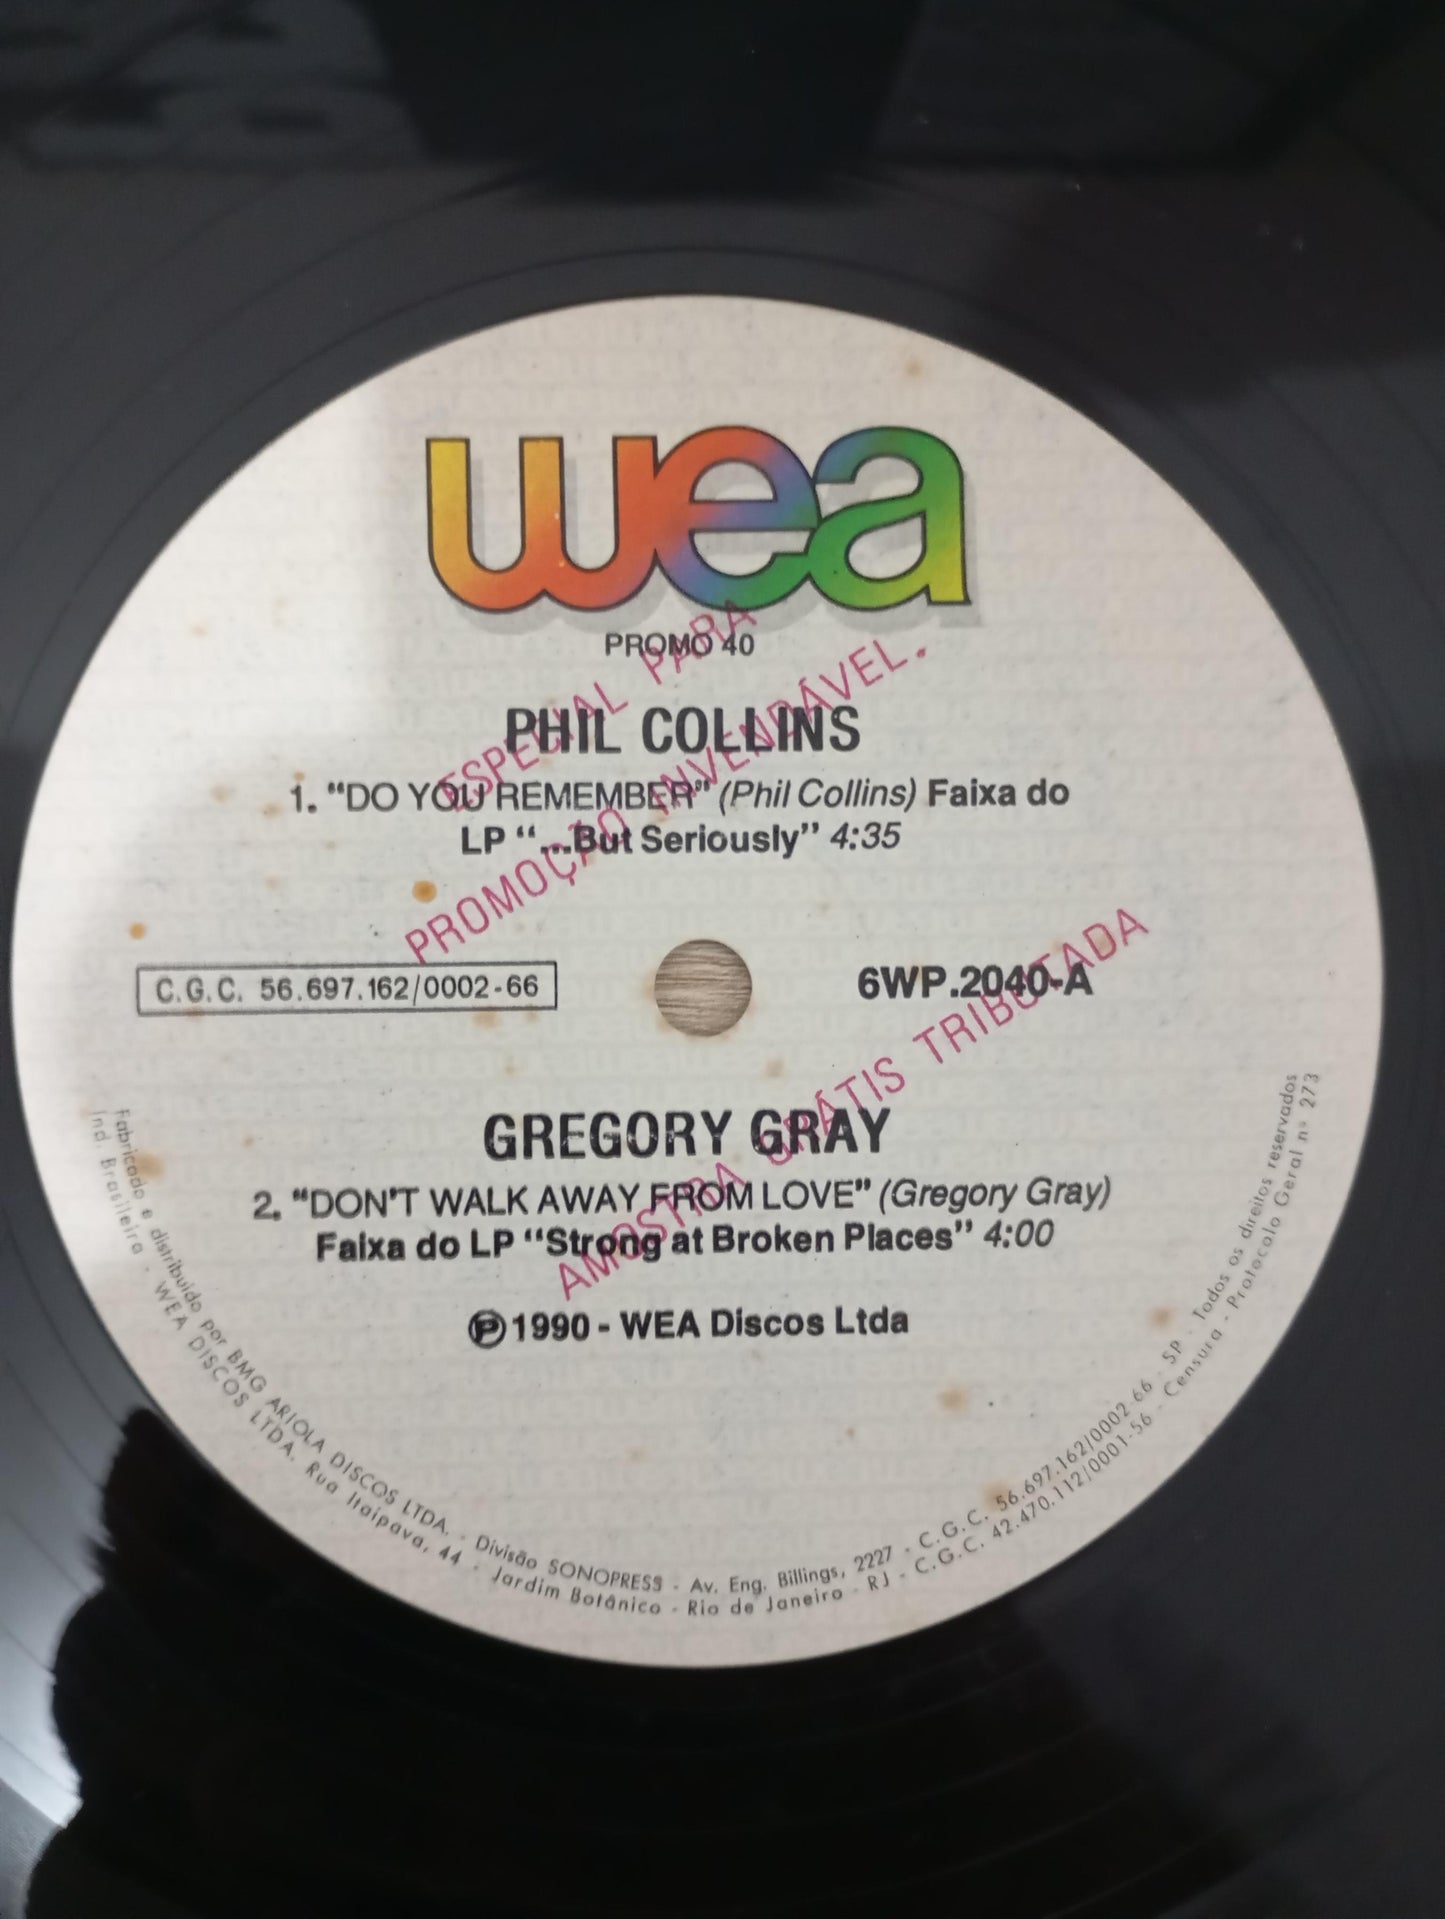 wea
PROMO 40
ESPECIAL PARA
PROMOÇÃO INVENDÁVEL.
PHIL COLLINS
1. “DO YOU REMEMBER” (Phil Collins) Faixa do
LP “...But Seriously” 4:35
C.G.C. 56.697.162/0002-66
6WP.2040-A
AMOSTRA GRÁTIS TRIBUTADA
GREGORY GRAY
2. “DON'T WALK AWAY FROM LOVE” (Gregory Gray)
Faixa do LP “Strong at Broken Places” 4:00
Ⓟ1990 - WEA Discos Ltda
Fabricado e distribuído por BMG ARIOLA DISCOS LTDA. - Divisão SONOPRESS - Av. Eng. Billings, 2227 - C.G.C. 56.697.162/0002-66 - SP - Todos os direitos reservados
Ind. Brasileira - WEA DISCOS LTDA. Rua Itaipava, 44 - Jardim Botânico - Rio de Janeiro - RJ - C.G.C. 42.470.112/0001-56 - Censura - Protocolo Geral nº 273